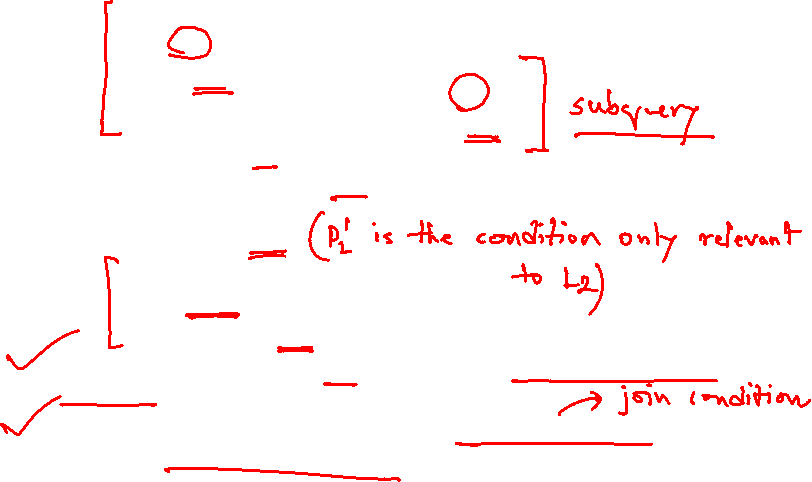 subquery
(P2' is the condition only relevant
to L2)
→ join condition